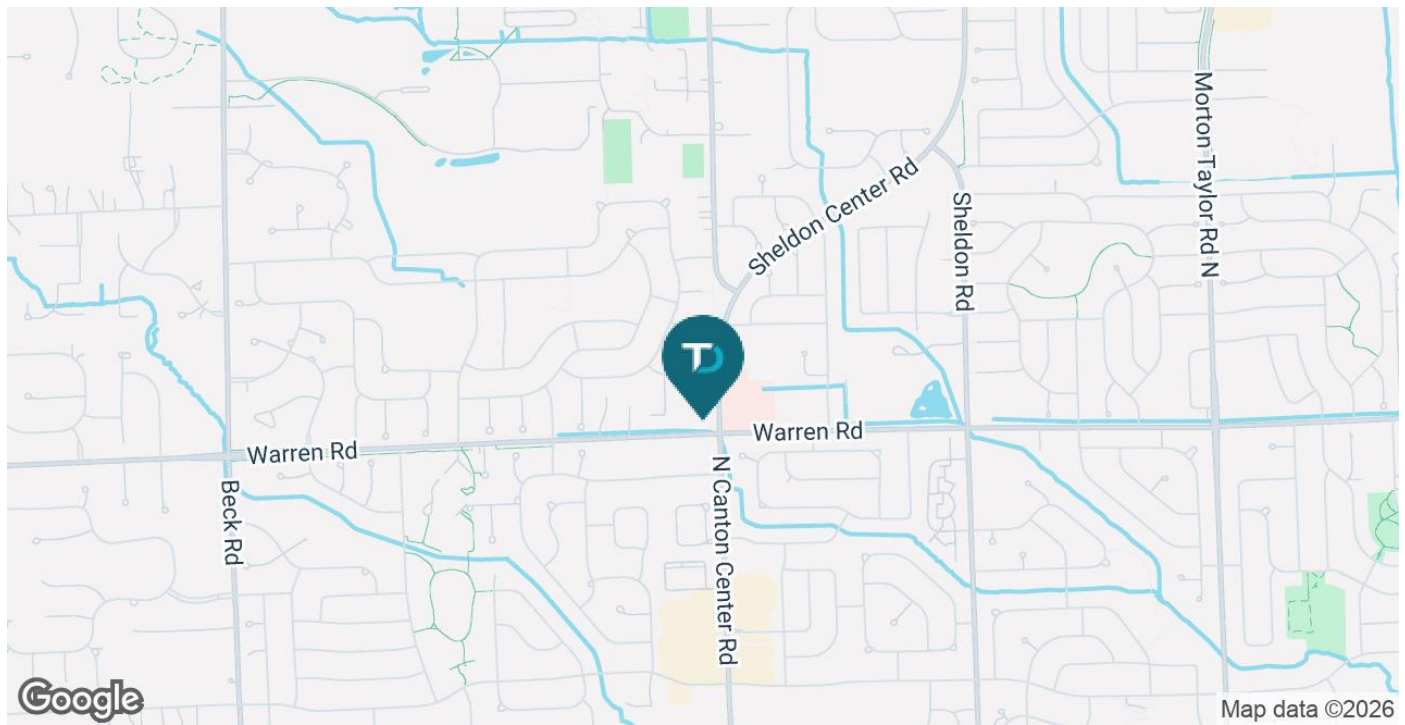 Morton Taylor Rd N
Sheldon Center Rd
Sheldon Rd
TD
Warren Rd
Warren Rd
Beck Rd
N Canton Center Rd
Google
Map data ©2026